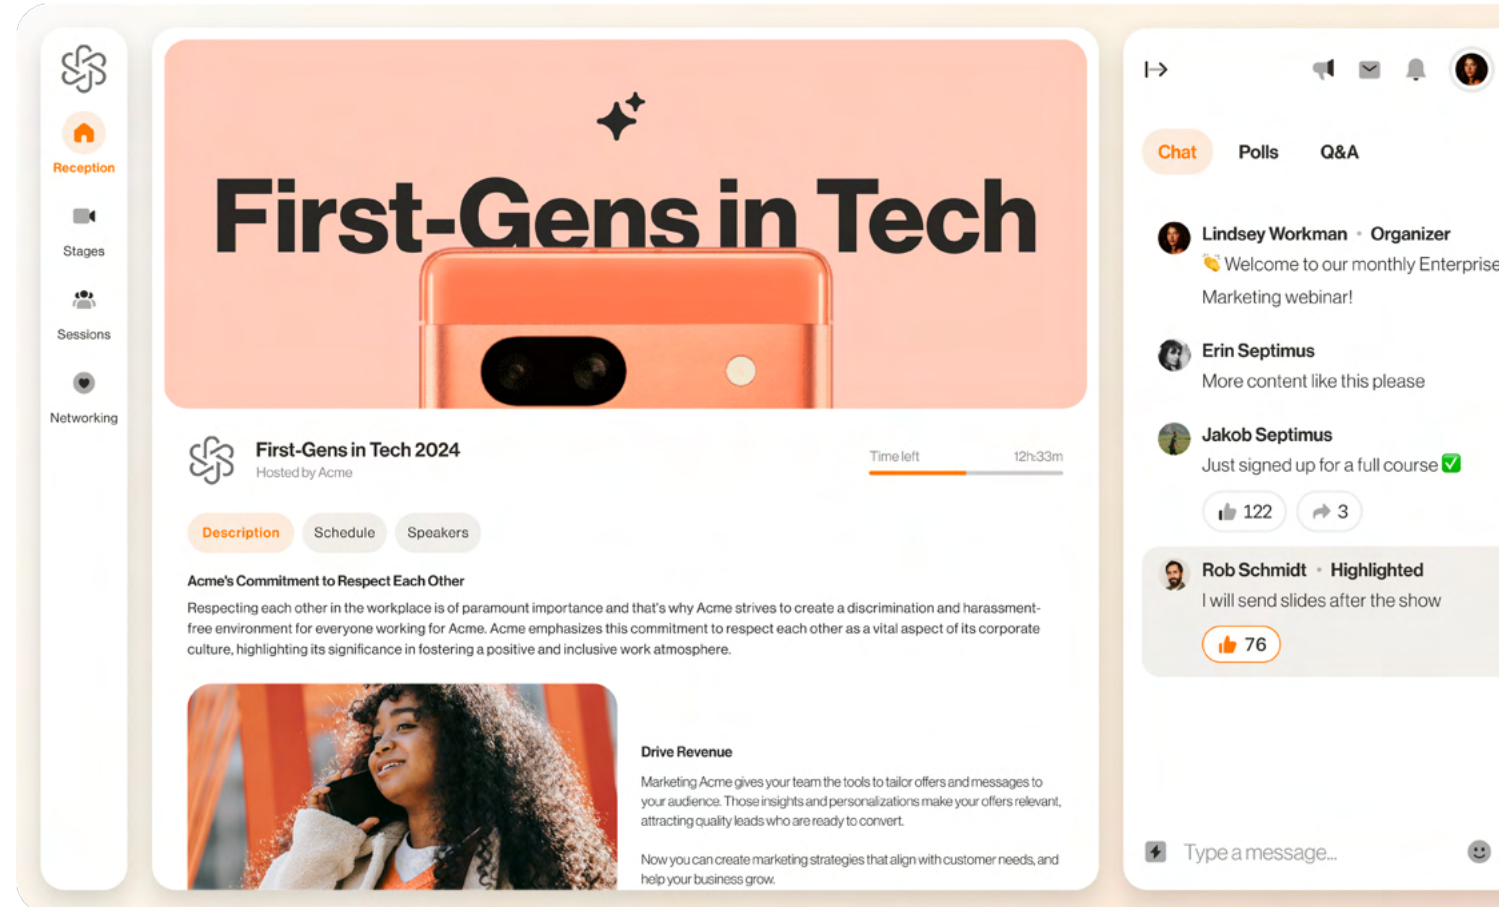 Reception
Stages
Sessions
Networking
First-Gens in Tech
First-Gens in Tech 2024
Hosted by Acme
Time left
12h:33m
Description
Schedule
Speakers
Acme's Commitment to Respect Each Other
Respecting each other in the workplace is of paramount importance and that's why Acme strives to create a discrimination and harassment-
free environment for everyone working for Acme. Acme emphasizes this commitment to respect each other as a vital aspect of its corporate
culture, highlighting its significance in fostering a positive and inclusive work atmosphere.
Drive Revenue
Marketing Acme gives your team the tools to tailor offers and messages to
your audience. Those insights and personalizations make your offers relevant,
attracting quality leads who are ready to convert.
Now you can create marketing strategies that align with customer needs, and
help your business grow.
Chat
Polls
Q&A
Lindsey Workman • Organizer
👏 Welcome to our monthly Enterprise
Marketing webinar!
Erin Septimus
More content like this please
Jakob Septimus
Just signed up for a full course ✅
122
3
Rob Schmidt • Highlighted
I will send slides after the show
76
Type a message...